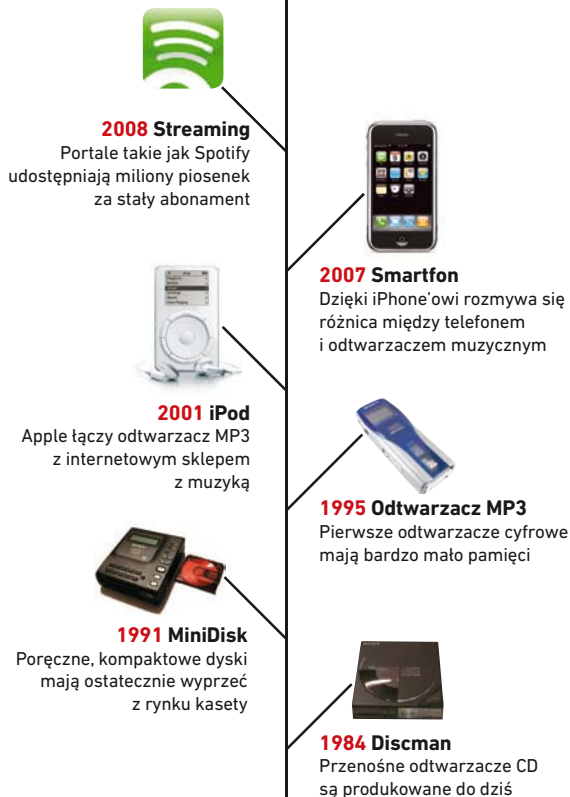 2008 Streaming
Portale takie jak Spotify
udostępniają miliony piosenek
za stały abonament
2007 Smartfon
Dzięki iPhone'owi rozmywa się
różnica między telefonem
i odtwarzaczem muzycznym
2001 iPod
Apple łączy odtwarzacz MP3
z internetowym sklepem
z muzyką
1995 Odtwarzacz MP3
Pierwsze odtwarzacze cyfrowe
mają bardzo mało pamięci
1991 MiniDisk
Poręczne, kompaktowe dyski
mają ostatecznie wyprzeć
z rynku kasety
1984 Discman
Przenośne odtwarzacze CD
są produkowane do dziś